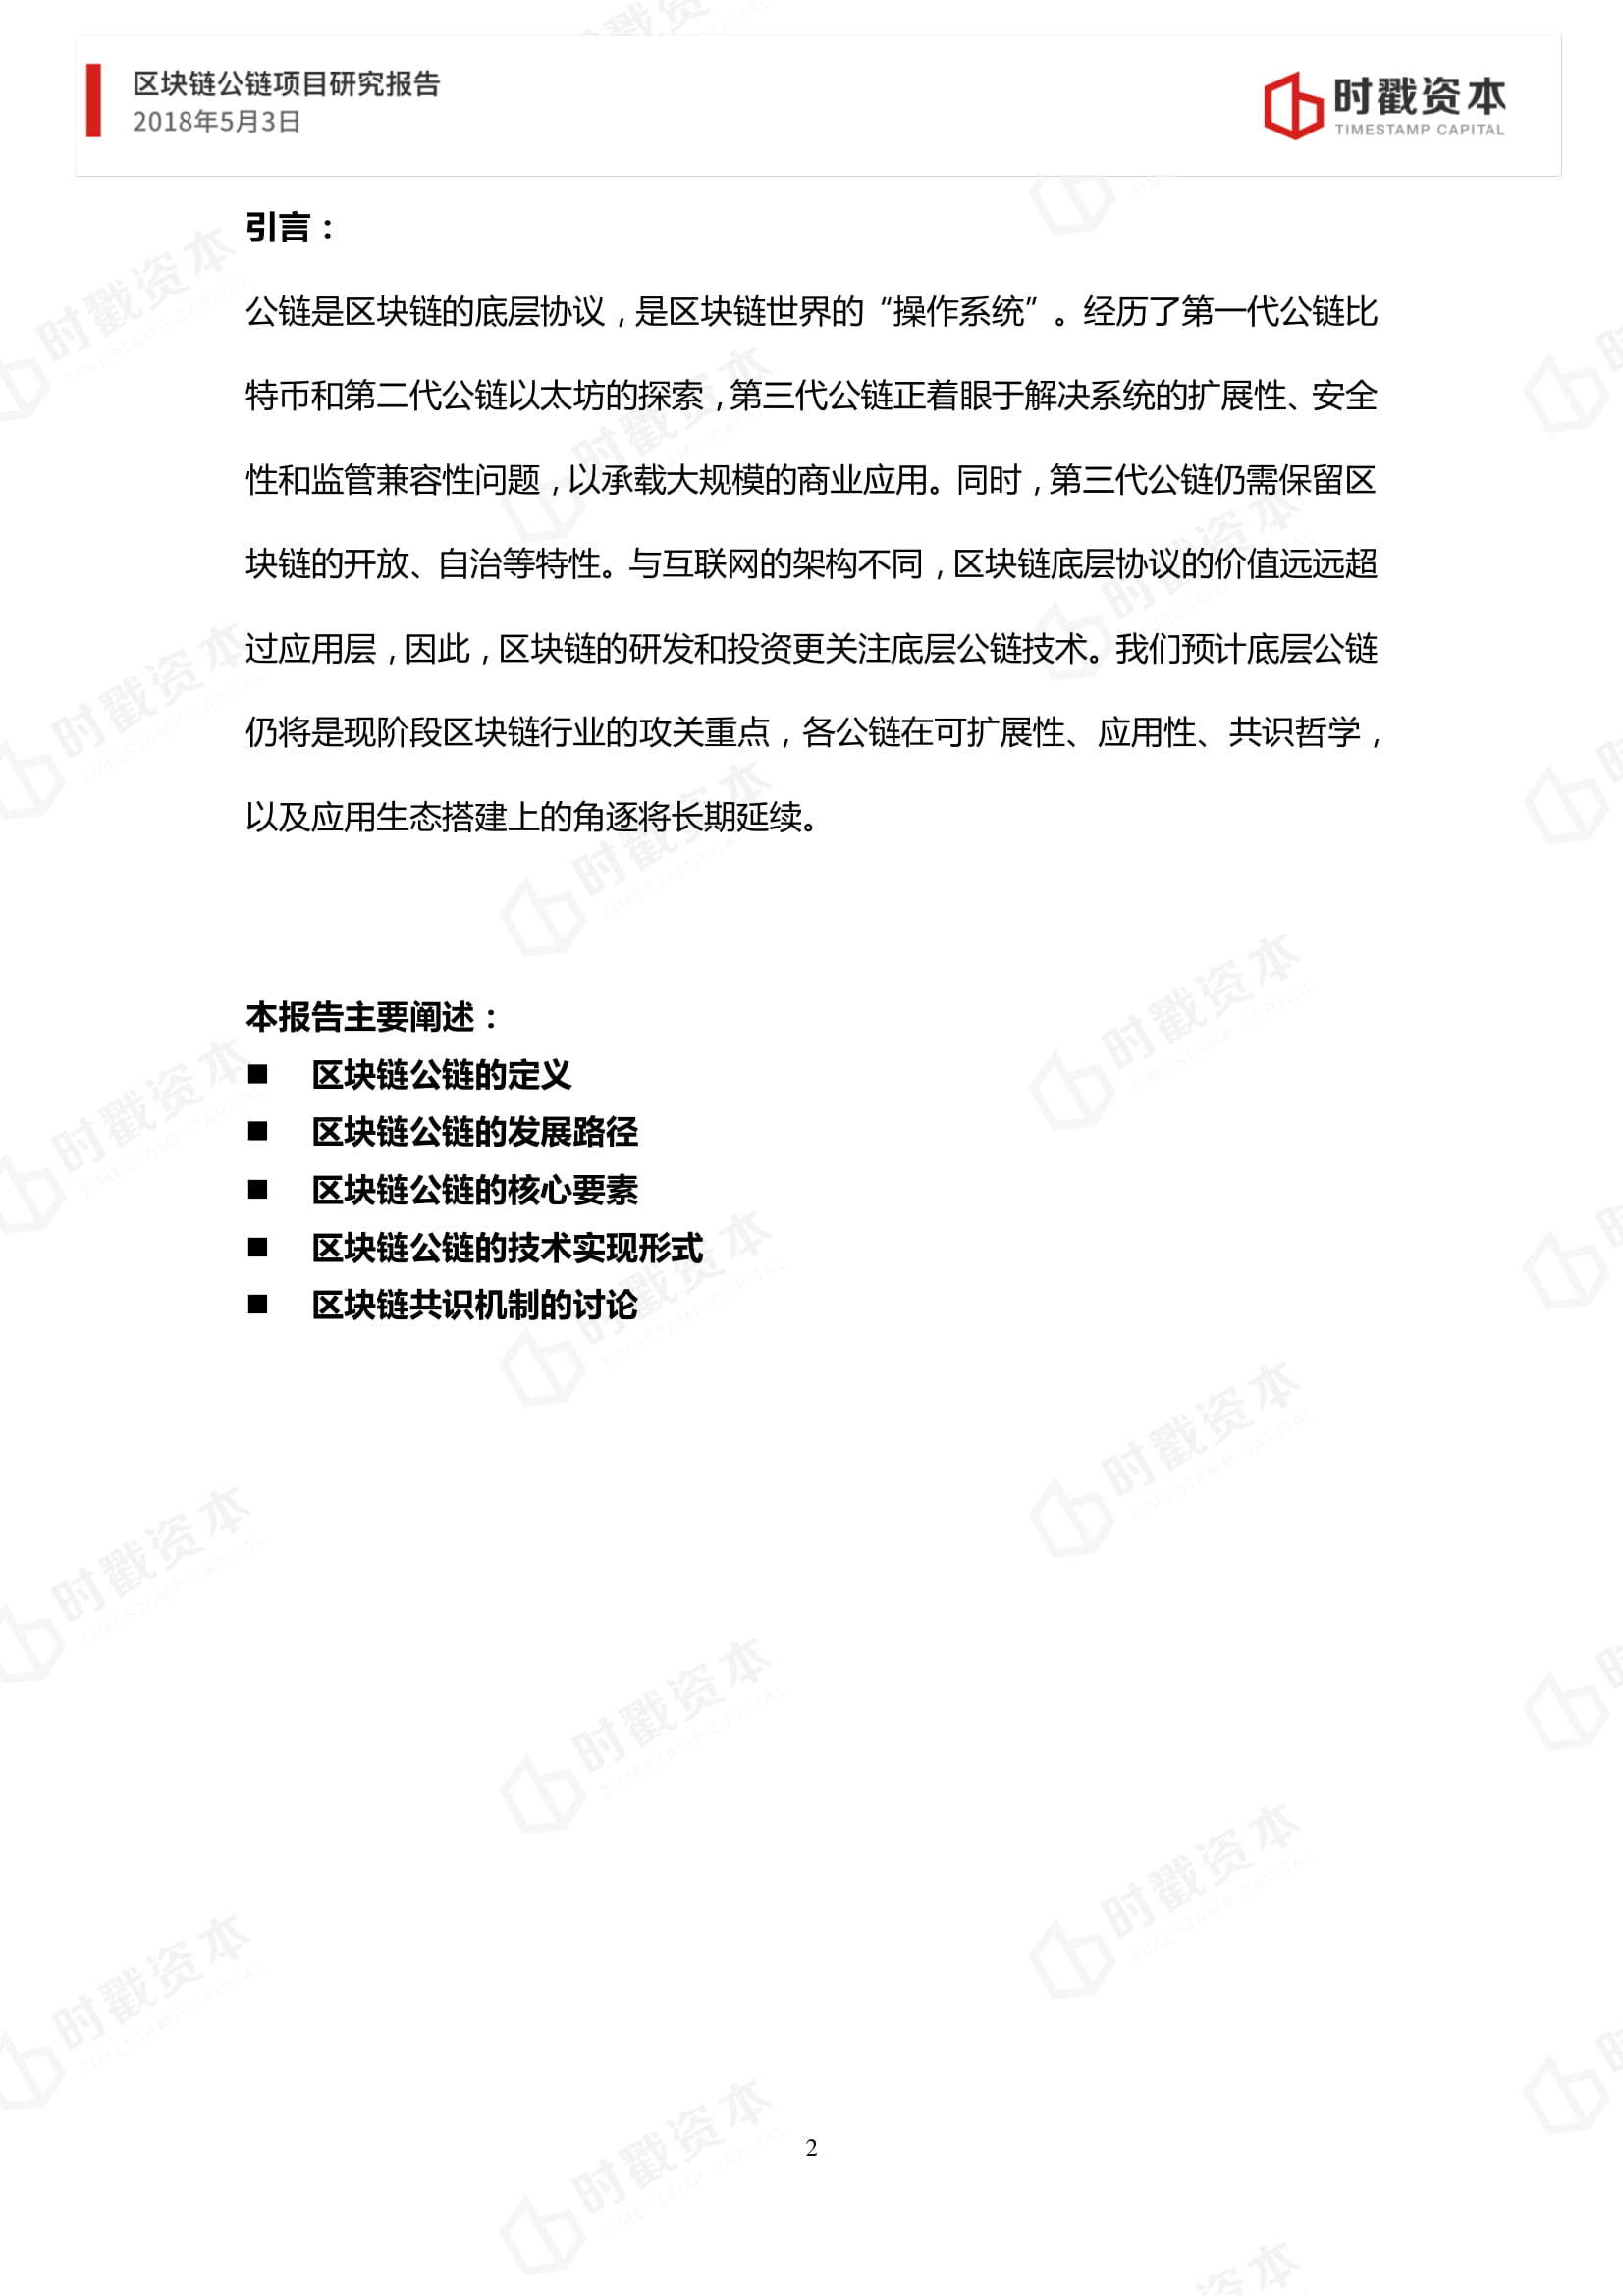 区块链公链项目研究报告
2018年5月3日
时戳资本
TIMESTAMP CAPITAL
引言：
公链是区块链的底层协议，是区块链世界的“操作系统”。经历了第一代公链比
特币和第二代公链以太坊的探索，第三代公链正着眼于解决系统的扩展性、安全
性和监管兼容性问题，以承载大规模的商业应用。同时，第三代公链仍需保留区
块链的开放、自治等特性。与互联网的架构不同，区块链底层协议的价值远远超
过应用层，因此，区块链的研发和投资更关注底层公链技术。我们预计底层公链
仍将是现阶段区块链行业的攻关重点，各公链在可扩展性、应用性、共识哲学，
以及应用生态搭建上的角逐将长期延续。
本报告主要阐述：
■ 区块链公链的定义
■ 区块链公链的发展路径
■ 区块链公链的核心要素
■ 区块链公链的技术实现形式
■ 区块链共识机制的讨论
2